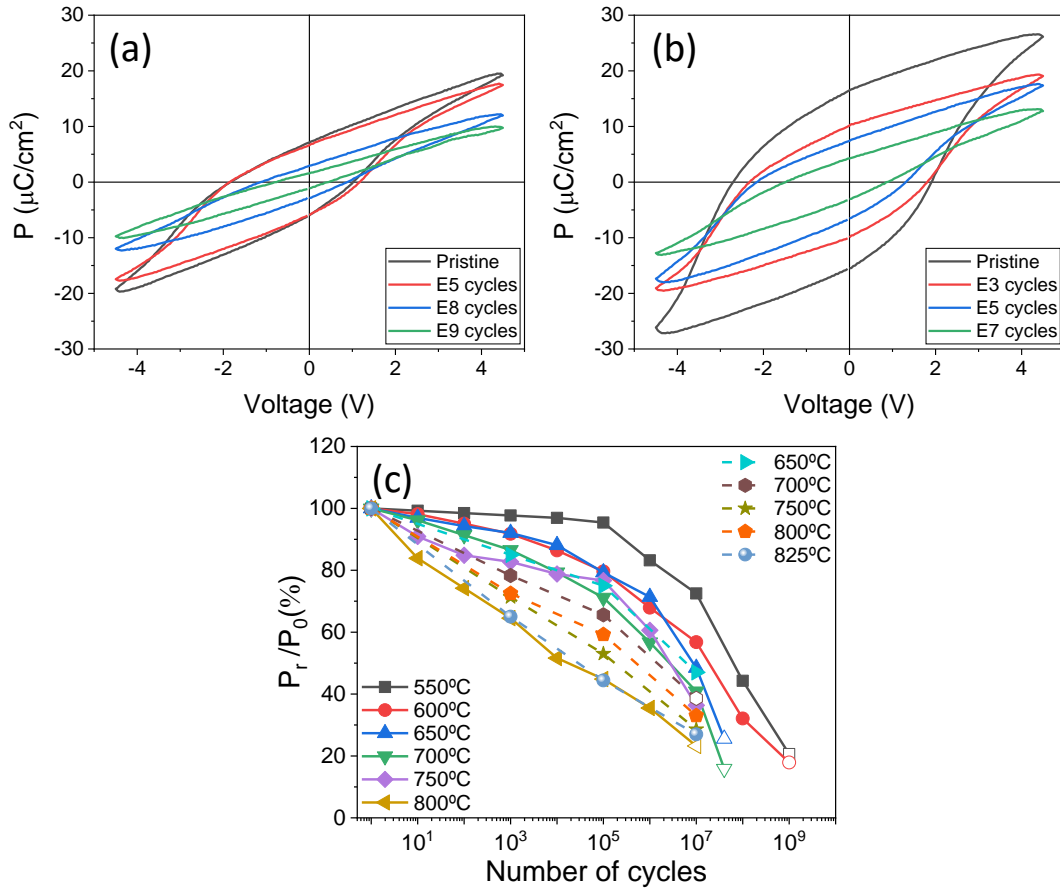 (a)
30
20
10
0
-10
-20
-30
P (μC/cm²)
-4 -2 0 2 4
Voltage (V)
Pristine
E5 cycles
E8 cycles
E9 cycles
(b)
30
20
10
0
-10
-20
-30
P (μC/cm²)
-4 -2 0 2 4
Voltage (V)
Pristine
E3 cycles
E5 cycles
E7 cycles
(c)
120
100
80
60
40
20
0
P_r /P_0(%)
10¹ 10³ 10⁵ 10⁷ 10⁹
Number of cycles
650ºC
700ºC
750ºC
800ºC
825ºC
550ºC
600ºC
650ºC
700ºC
750ºC
800ºC